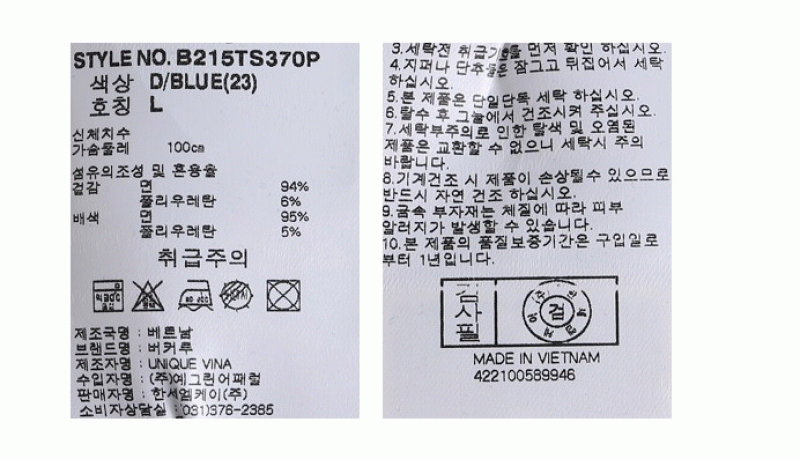 STYLE NO. B215TS370P
색상 D/BLUE(23)
호칭 L
신체치수
가슴둘레 100cm
섬유의조성 및 혼용율
겉감 면 94%
폴리우레탄 6%
배색 면 95%
폴리우레탄 5%
취급주의
제조국명 : 베트남
브랜드명 : 버커루
제조자명 : UNIQUE VINA
수입자명 : (주)예그린어패럴
판매자명 : 한세엘케이(주)
소비자상담실 031)376-2385
3.세탁전 취급 먼저 확인 하십시오.
4.지퍼나 단추 잠그고 뒤집어서 세탁
하십시오.
5.본 제품은 단일단독 세탁 하십시오.
6.탈수 후 그늘에서 건조시켜 주십시오.
7.세탁부주의로 인한 탈색 및 오염된
제품은 교환할 수 없으니 세탁시 주의
바랍니다.
8.기계건조 시 제품이 손상될수 있으므로
반드시 자연 건조 하십시오.
9.금속 부자재는 체질에 따라 피부
알러지가 발생할 수 있습니다.
10.본 제품의 품질보증기간은 구입일로
부터 1년입니다.
검사필
검
MADE IN VIETNAM
422100589946